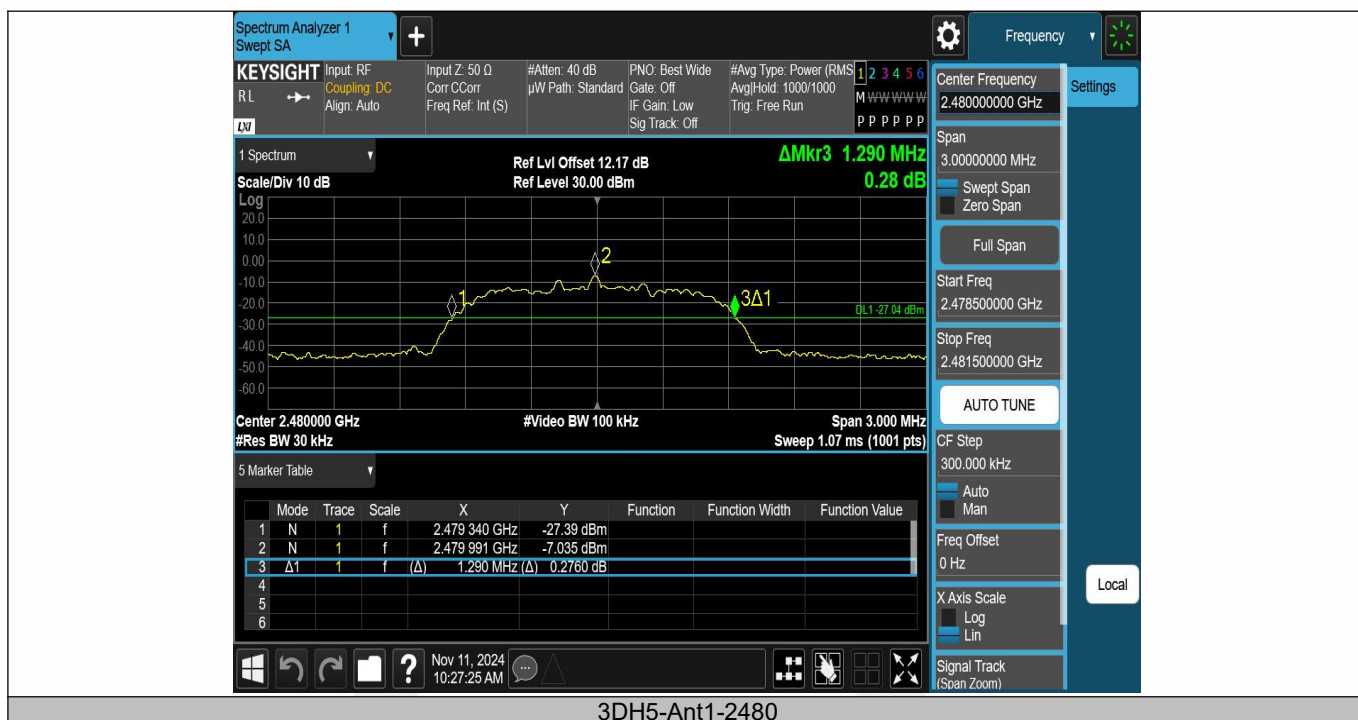 Spectrum Analyzer 1
Swept SA
+
Frequency
KEYSIGHT
RL
LXI
Input: RF
Coupling: DC
Align: Auto
Input Z: 50 Ω
Corr CCorr
Freq Ref: Int (S)
#Atten: 40 dB
µW Path: Standard
PNO: Best Wide
Gate: Off
IF Gain: Low
Sig Track: Off
#Avg Type: Power (RMS
Avg|Hold: 1000/1000
Trig: Free Run
1 2 3 4 5 6
M W W W W W
P P P P P P
1 Spectrum
Scale/Div 10 dB
Ref Lvl Offset 12.17 dB
Ref Level 30.00 dBm
ΔMkr3 1.290 MHz
0.28 dB
Log
20.0
10.0
0.00
-10.0
-20.0
-30.0
-40.0
-50.0
-60.0
1
2
3Δ1
DL1 -27.04 dBm
Center 2.480000 GHz
#Video BW 100 kHz
Span 3.000 MHz
#Res BW 30 kHz
Sweep 1.07 ms (1001 pts)
5 Marker Table
Mode Trace Scale X Y Function Function Width Function Value
1 N 1 f 2.479 340 GHz -27.39 dBm
2 N 1 f 2.479 991 GHz -7.035 dBm
3 Δ1 1 f (Δ) 1.290 MHz (Δ) 0.2760 dB
4
5
6
Nov 11, 2024
10:27:25 AM
?
Center Frequency
2.480000000 GHz
Settings
Span
3.00000000 MHz
Swept Span
Zero Span
Full Span
Start Freq
2.478500000 GHz
Stop Freq
2.481500000 GHz
AUTO TUNE
CF Step
300.000 kHz
Auto
Man
Freq Offset
0 Hz
X Axis Scale
Log
Lin
Signal Track
(Span Zoom)
Local
3DH5-Ant1-2480